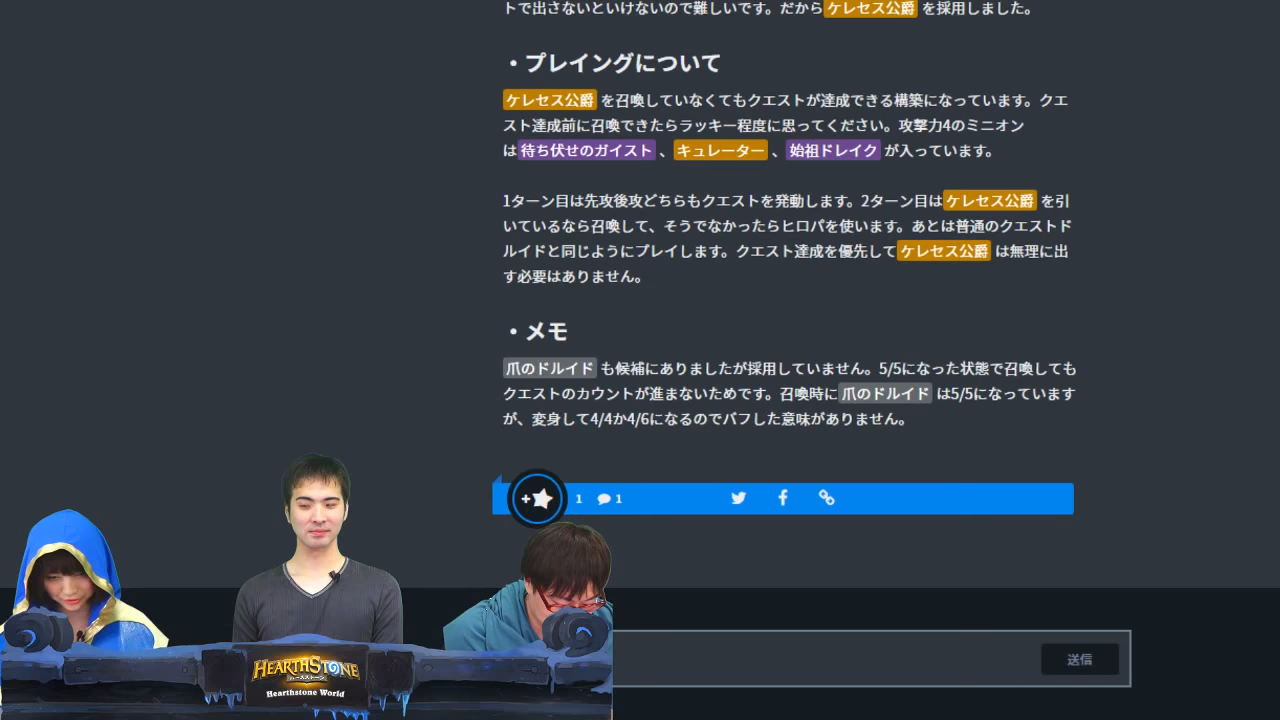 トで出さないといけないので難しいです。だからケレセス公爵 を採用しました。
・プレイングについて
ケレセス公爵 を召喚していなくてもクエストが達成できる構築になっています。クエ
スト達成前に召喚できたらラッキー程度に思ってください。攻撃力4のミニオン
は待ち伏せのガイスト 、キュレーター 、始祖ドレイク が入っています。
1ターン目は先攻後攻どちらもクエストを発動します。2ターン目はケレセス公爵 を引
いているなら召喚して、そうでなかったらヒロパを使います。あとは普通のクエストド
ルイドと同じようにプレイします。クエスト達成を優先してケレセス公爵 は無理に出
す必要はありません。
・メモ
爪のドルイド も候補にありましたが採用していません。5/5になった状態で召喚しても
クエストのカウントが進まないためです。召喚時に爪のドルイド は5/5になっています
が、変身して4/4か4/6になるのでバフした意味がありません。
+ 1 1
送信
HEARTHSTONE
ハースストーン
Hearthstone World